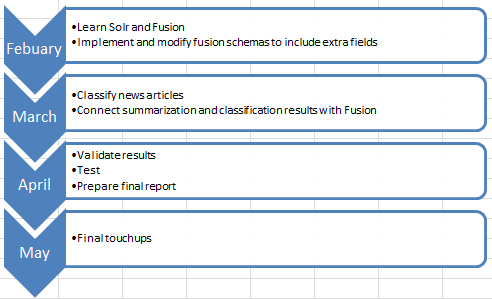 Febuary
•Learn Solr and Fusion
•Implement and modify fusion schemas to include extra fields
March
•Classify news articles
•Connect summarization and classification results with Fusion
April
•Validate results
•Test
•Prepare final report
May
•Final touchups